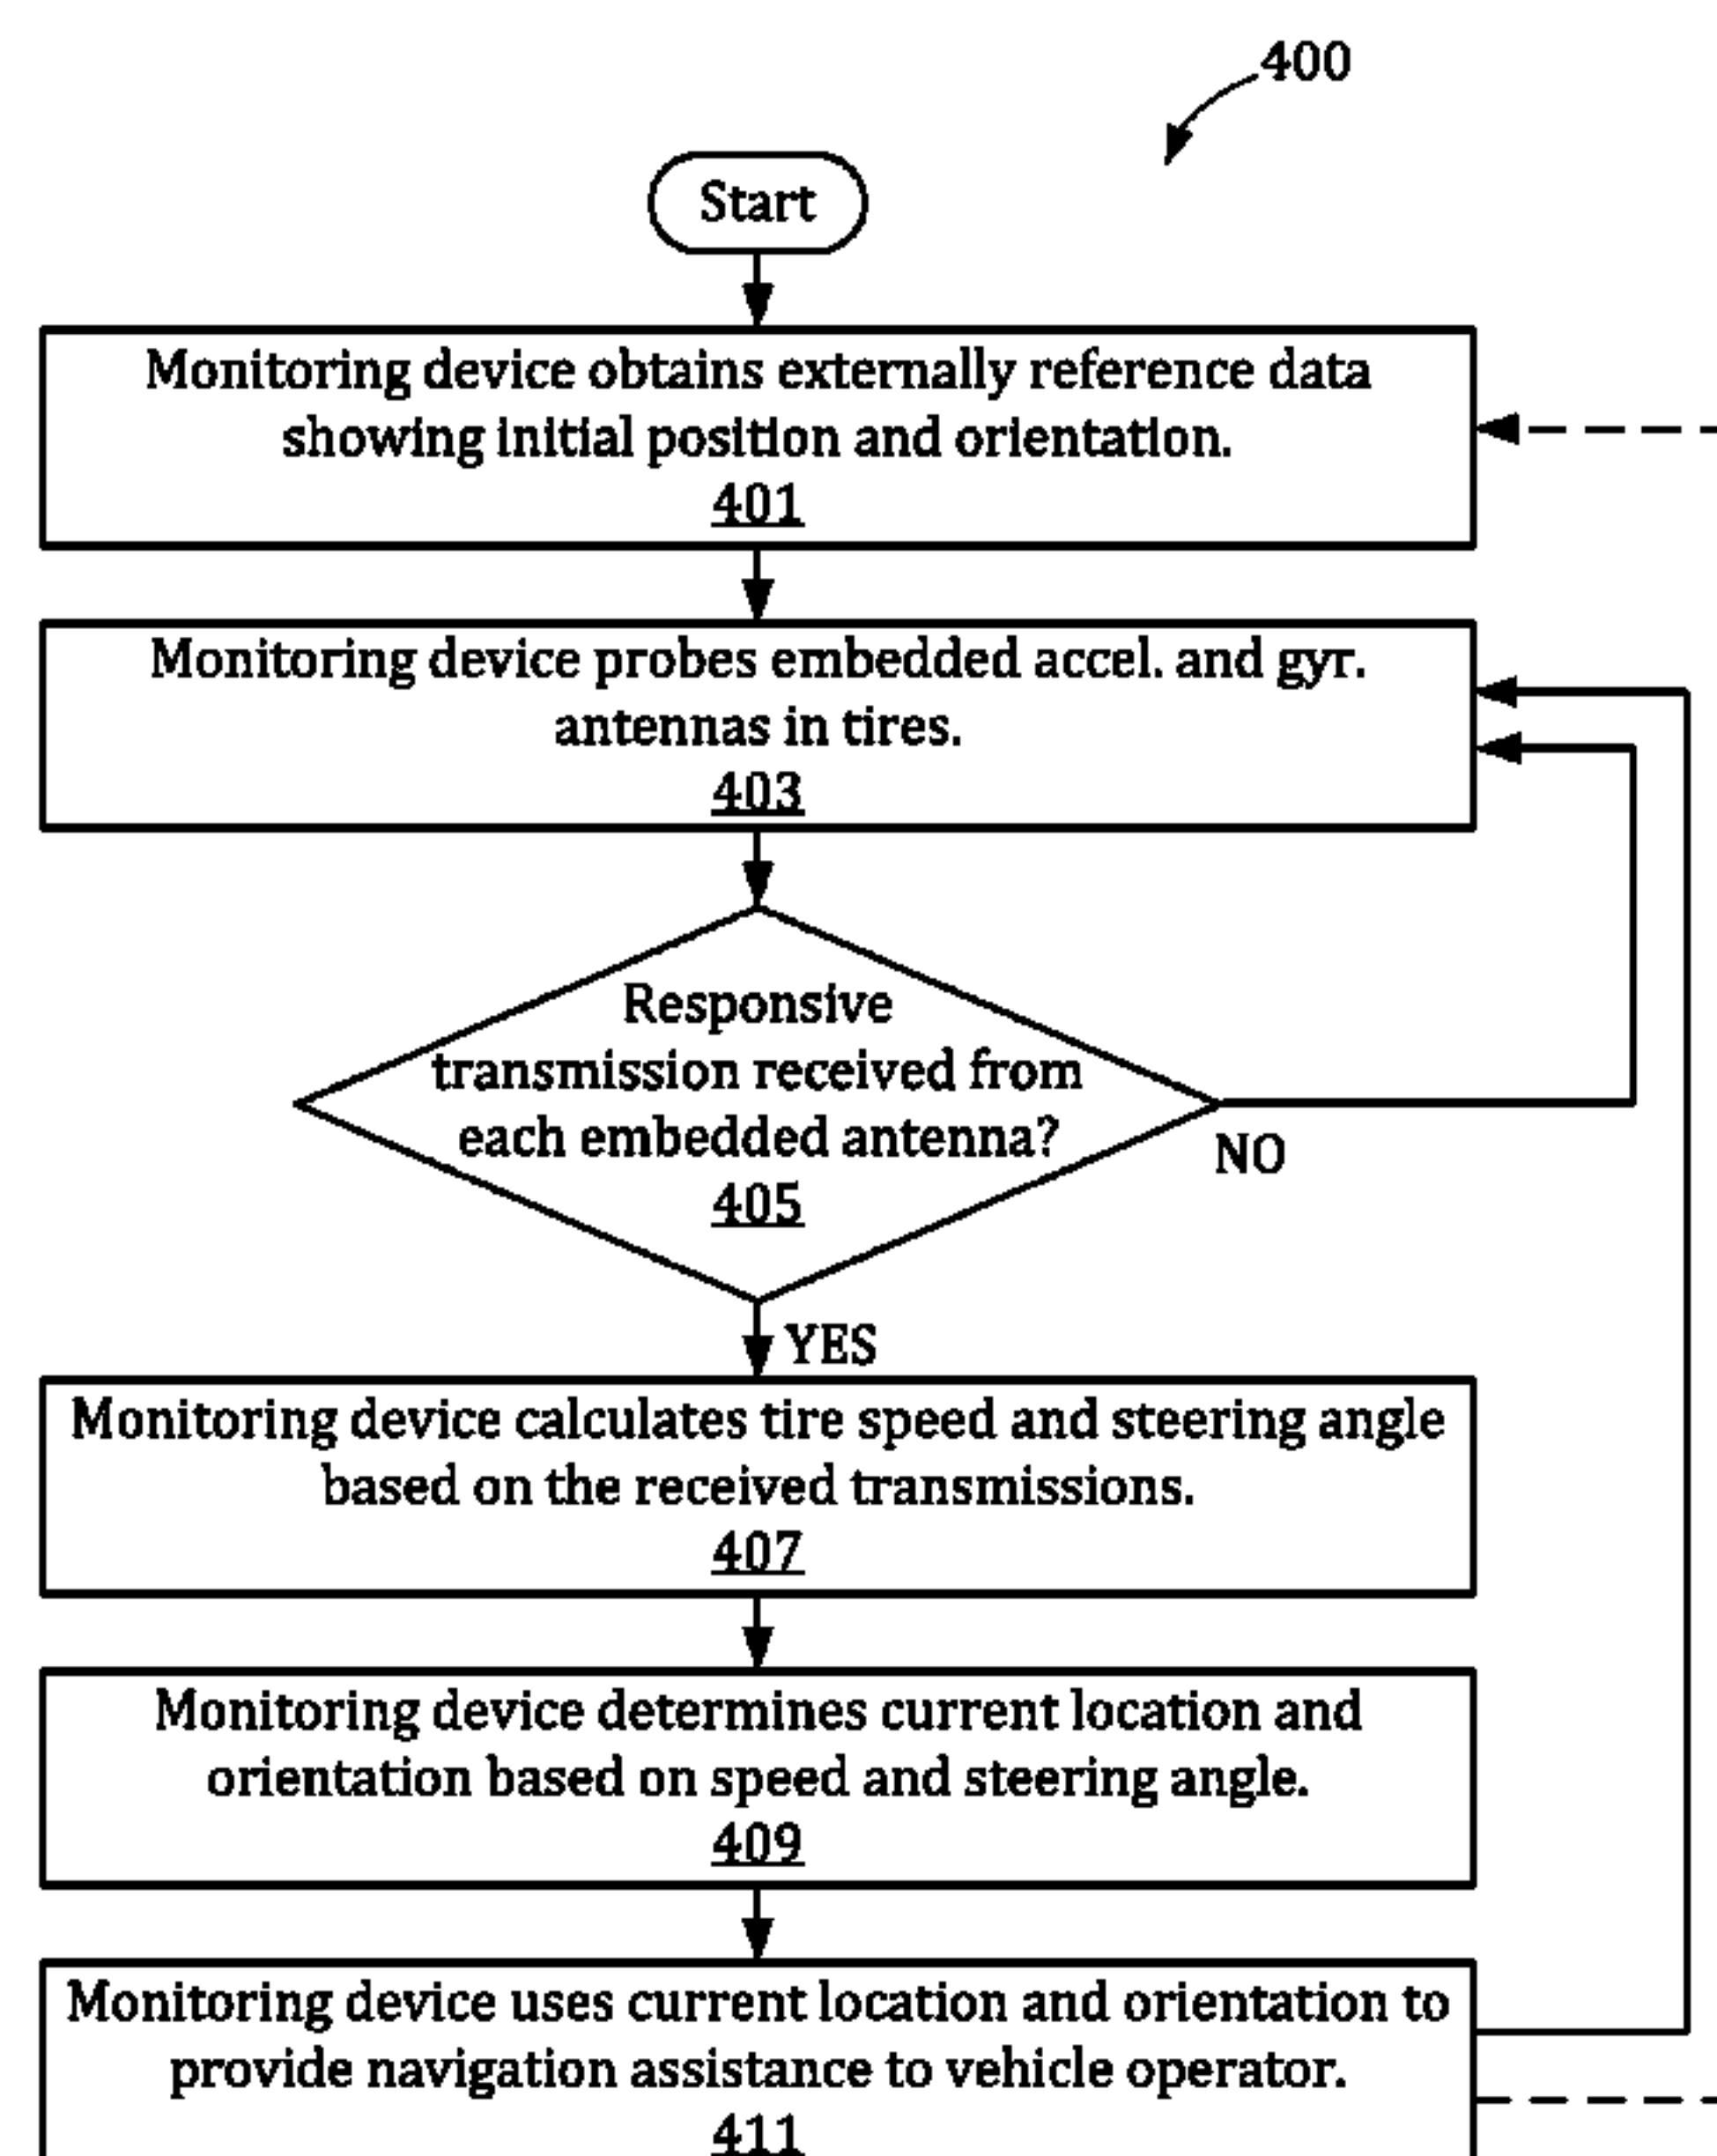 400
Start
Monitoring device obtains externally reference data
showing initial position and orientation.
401
Monitoring device probes embedded accel. and gyr.
antennas in tires.
403
Responsive
transmission received from
each embedded antenna?
405
NO
YES
Monitoring device calculates tire speed and steering angle
based on the received transmissions.
407
Monitoring device determines current location and
orientation based on speed and steering angle.
409
Monitoring device uses current location and orientation to
provide navigation assistance to vehicle operator.
411